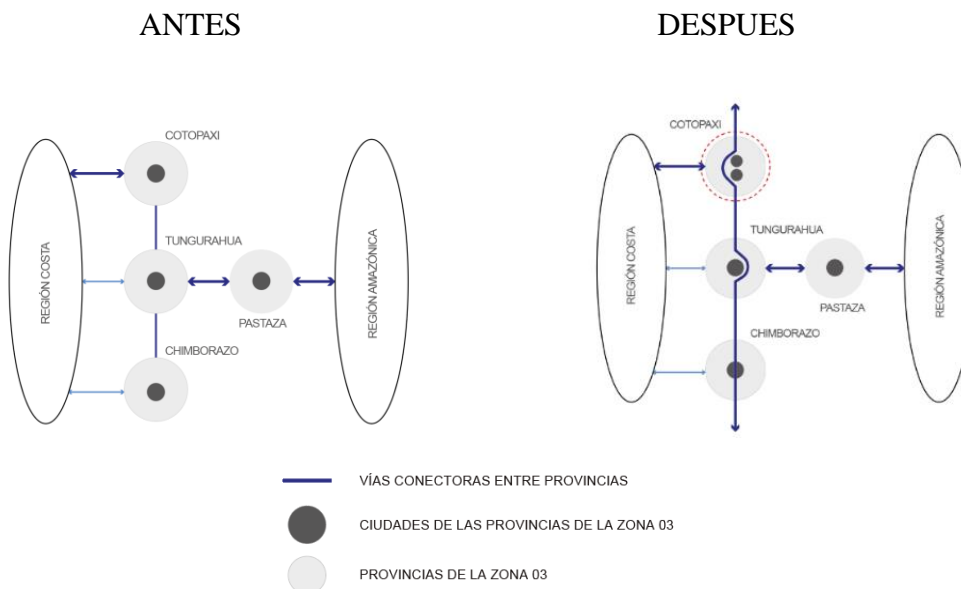 ANTES
DESPUES
COTOPAXI
REGIÓN COSTA
TUNGURAHUA
PASTAZA
CHIMBORAZO
REGIÓN AMAZÓNICA
COTOPAXI
REGIÓN COSTA
TUNGURAHUA
PASTAZA
CHIMBORAZO
REGIÓN AMAZÓNICA
VÍAS CONECTORAS ENTRE PROVINCIAS
CIUDADES DE LAS PROVINCIAS DE LA ZONA 03
PROVINCIAS DE LA ZONA 03